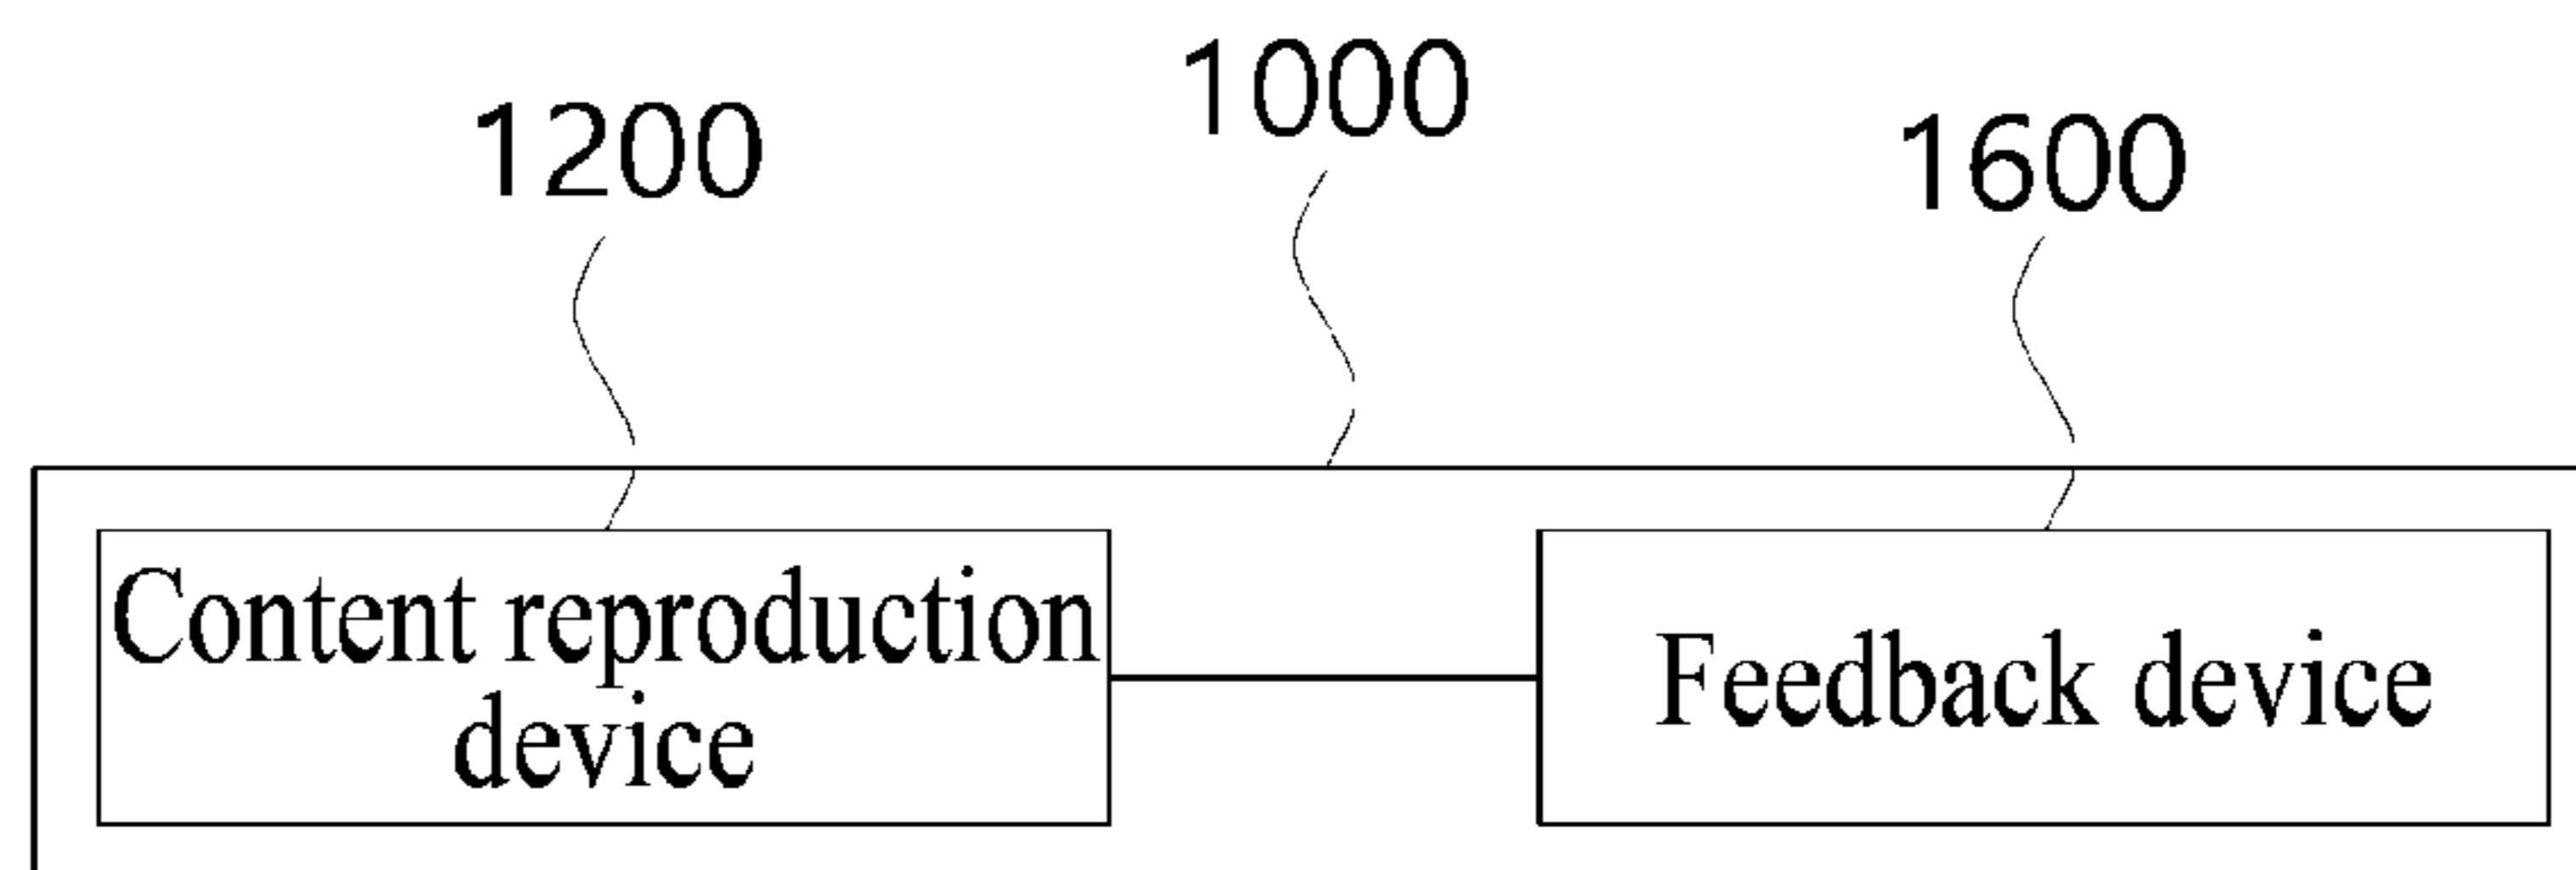 1000
1200
1600
Content reproduction
device
Feedback device